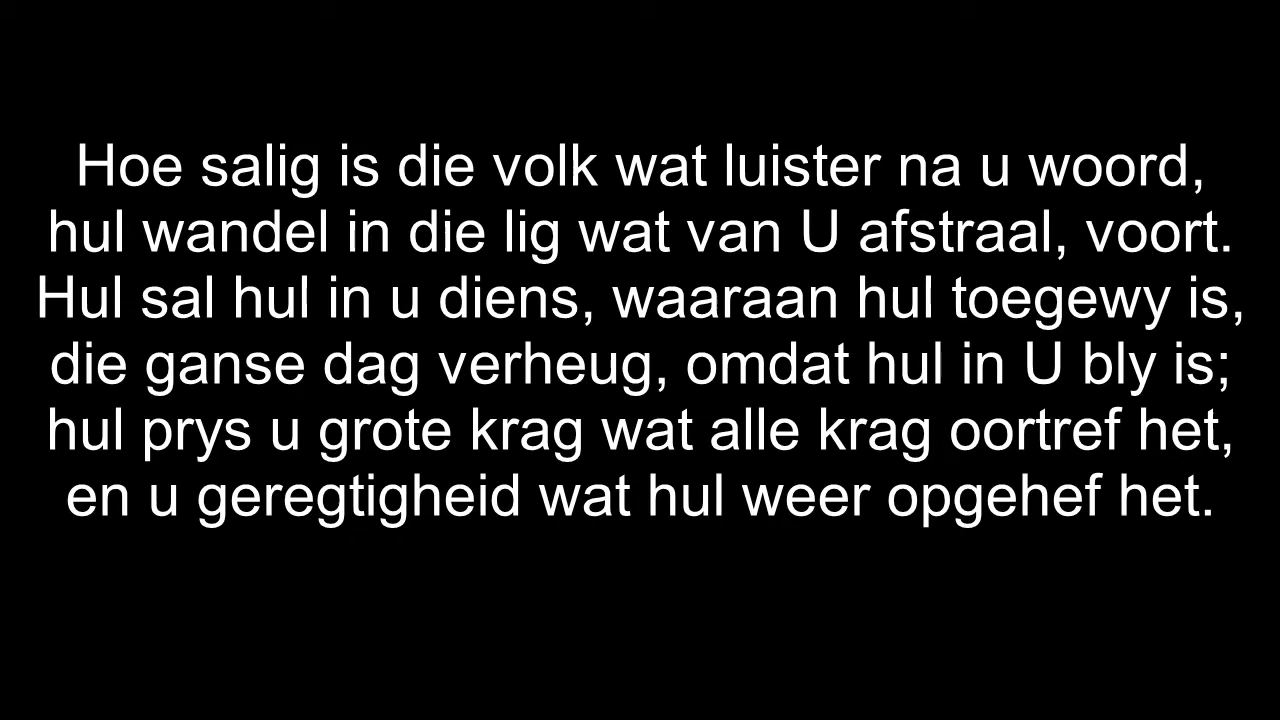 Hoe salig is die volk wat luister na u woord,
hul wandel in die lig wat van U afstraal, voort.
Hul sal hul in u diens, waaraan hul toegewy is,
die ganse dag verheug, omdat hul in U bly is;
hul prys u grote krag wat alle krag oortref het,
en u geregtigheid wat hul weer opgehef het.